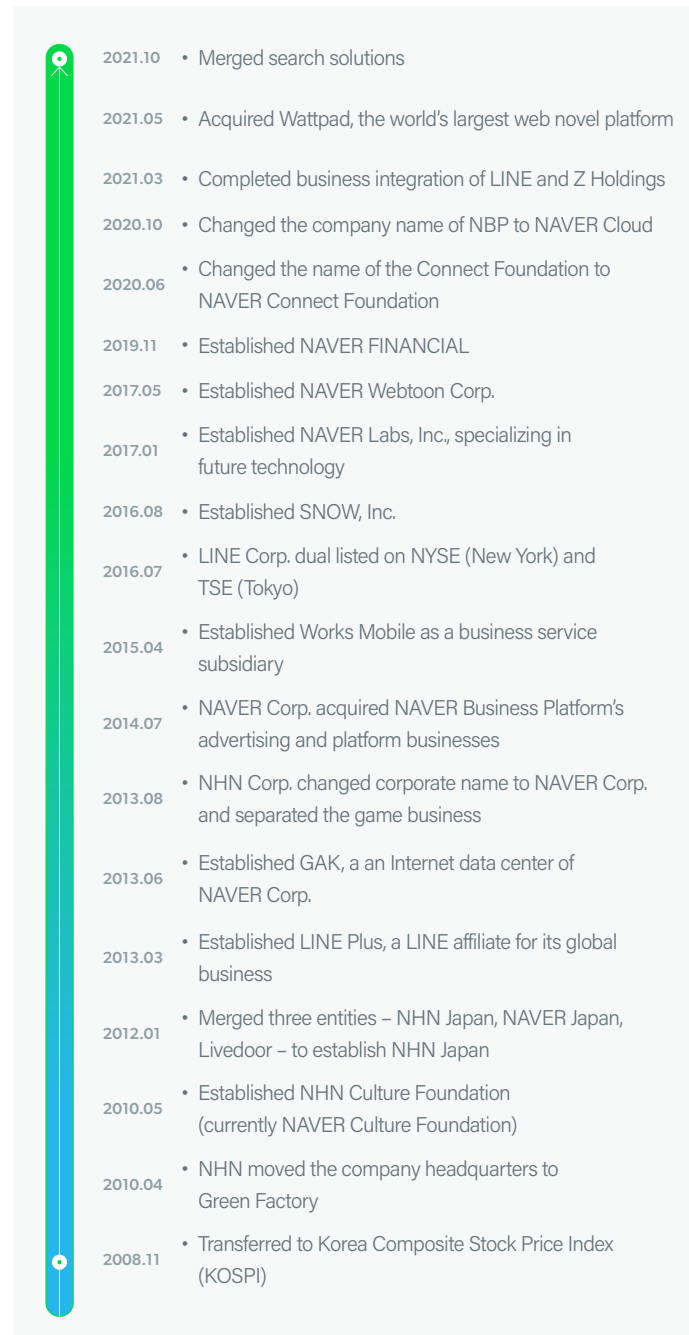 2021.10 • Merged search solutions
2021.05 • Acquired Wattpad, the world's largest web novel platform
2021.03 • Completed business integration of LINE and Z Holdings
2020.10 • Changed the company name of NBP to NAVER Cloud
2020.06 • Changed the name of the Connect Foundation to
NAVER Connect Foundation
2019.11 • Established NAVER FINANCIAL
2017.05 • Established NAVER Webtoon Corp.
2017.01 • Established NAVER Labs, Inc., specializing in
future technology
2016.08 • Established SNOW, Inc.
2016.07 • LINE Corp. dual listed on NYSE (New York) and
TSE (Tokyo)
2015.04 • Established Works Mobile as a business service
subsidiary
2014.07 • NAVER Corp. acquired NAVER Business Platform's
advertising and platform businesses
2013.08 • NHN Corp. changed corporate name to NAVER Corp.
and separated the game business
2013.06 • Established GAK, a an Internet data center of
NAVER Corp.
2013.03 • Established LINE Plus, a LINE affiliate for its global
business
2012.01 • Merged three entities – NHN Japan, NAVER Japan,
Livedoor – to establish NHN Japan
2010.05 • Established NHN Culture Foundation
(currently NAVER Culture Foundation)
2010.04 • NHN moved the company headquarters to
Green Factory
2008.11 • Transferred to Korea Composite Stock Price Index
(KOSPI)